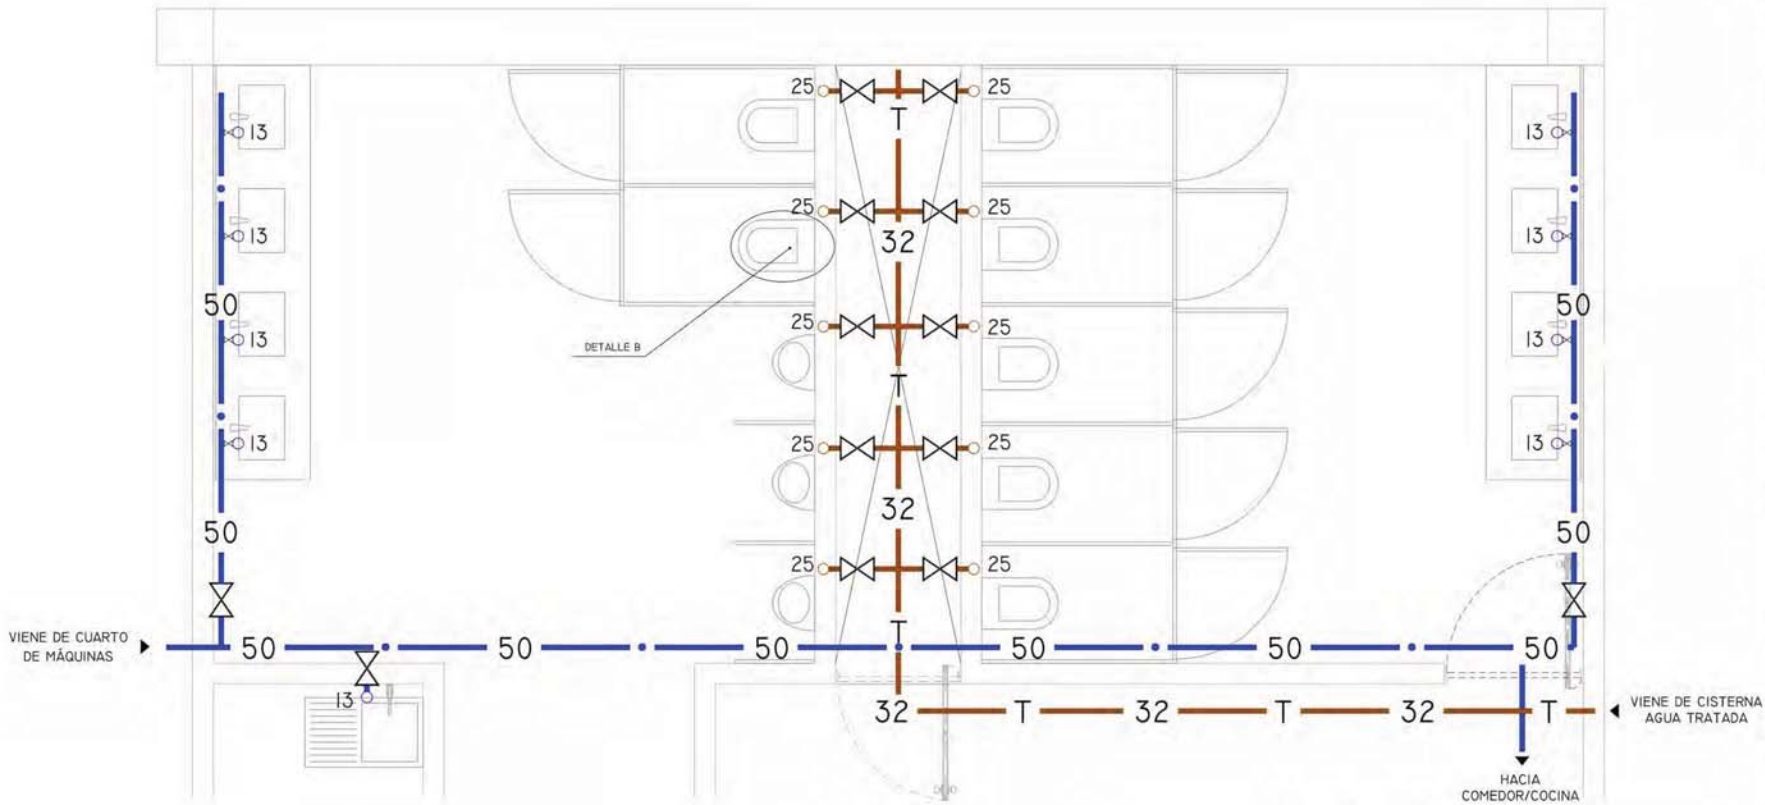 25 25
T
13 13
25 25
13 32 13
50 50
25 25
13 DETALLE B 13
T
13 25 25 13
32
50 50
25 25
T
VIENE DE CUARTO
DE MÁQUINAS
50 50 50 50 50 50
13
32 T 32 T 32 T
VIENE DE CISTERNA
AGUA TRATADA
HACIA
COMEDOR/COCINA